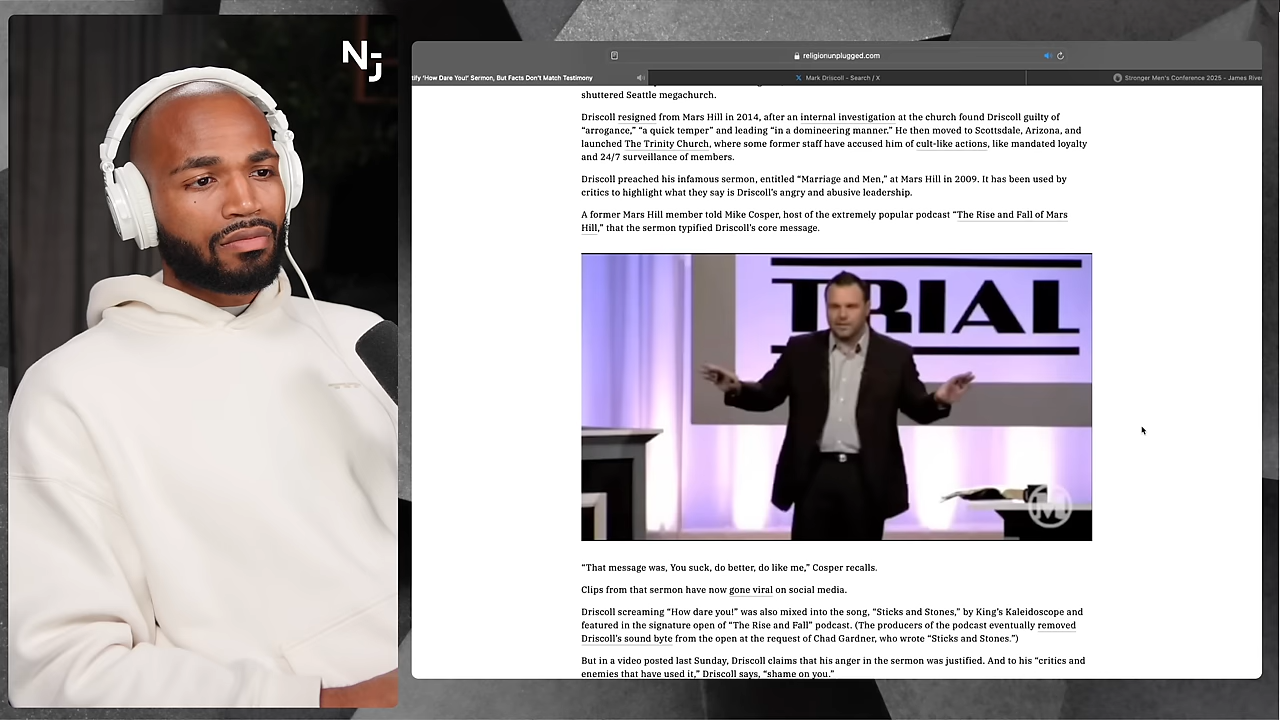 NJ
religionunplugged.com
tify 'How Dare You!' Sermon, But Facts Don't Match Testimony
Mark Driscoll - Search / X
Stronger Men's Conference 2025 - James River
shuttered Seattle megachurch.
Driscoll resigned from Mars Hill in 2014, after an internal investigation at the church found Driscoll guilty of
“arrogance,” “a quick temper” and leading “in a domineering manner.” He then moved to Scottsdale, Arizona, and
launched The Trinity Church, where some former staff have accused him of cult-like actions, like mandated loyalty
and 24/7 surveillance of members.
Driscoll preached his infamous sermon, entitled “Marriage and Men,” at Mars Hill in 2009. It has been used by
critics to highlight what they say is Driscoll’s angry and abusive leadership.
A former Mars Hill member told Mike Cosper, host of the extremely popular podcast “The Rise and Fall of Mars
Hill,” that the sermon typified Driscoll’s core message.
TRIAL
M
“That message was, You suck, do better, do like me,” Cosper recalls.
Clips from that sermon have now gone viral on social media.
Driscoll screaming “How dare you!” was also mixed into the song, “Sticks and Stones,” by King’s Kaleidoscope and
featured in the signature open of “The Rise and Fall” podcast. (The producers of the podcast eventually removed
Driscoll’s sound byte from the open at the request of Chad Gardner, who wrote “Sticks and Stones.”)
But in a video posted last Sunday, Driscoll claims that his anger in the sermon was justified. And to his “critics and
enemies that have used it,” Driscoll says, “shame on you.”